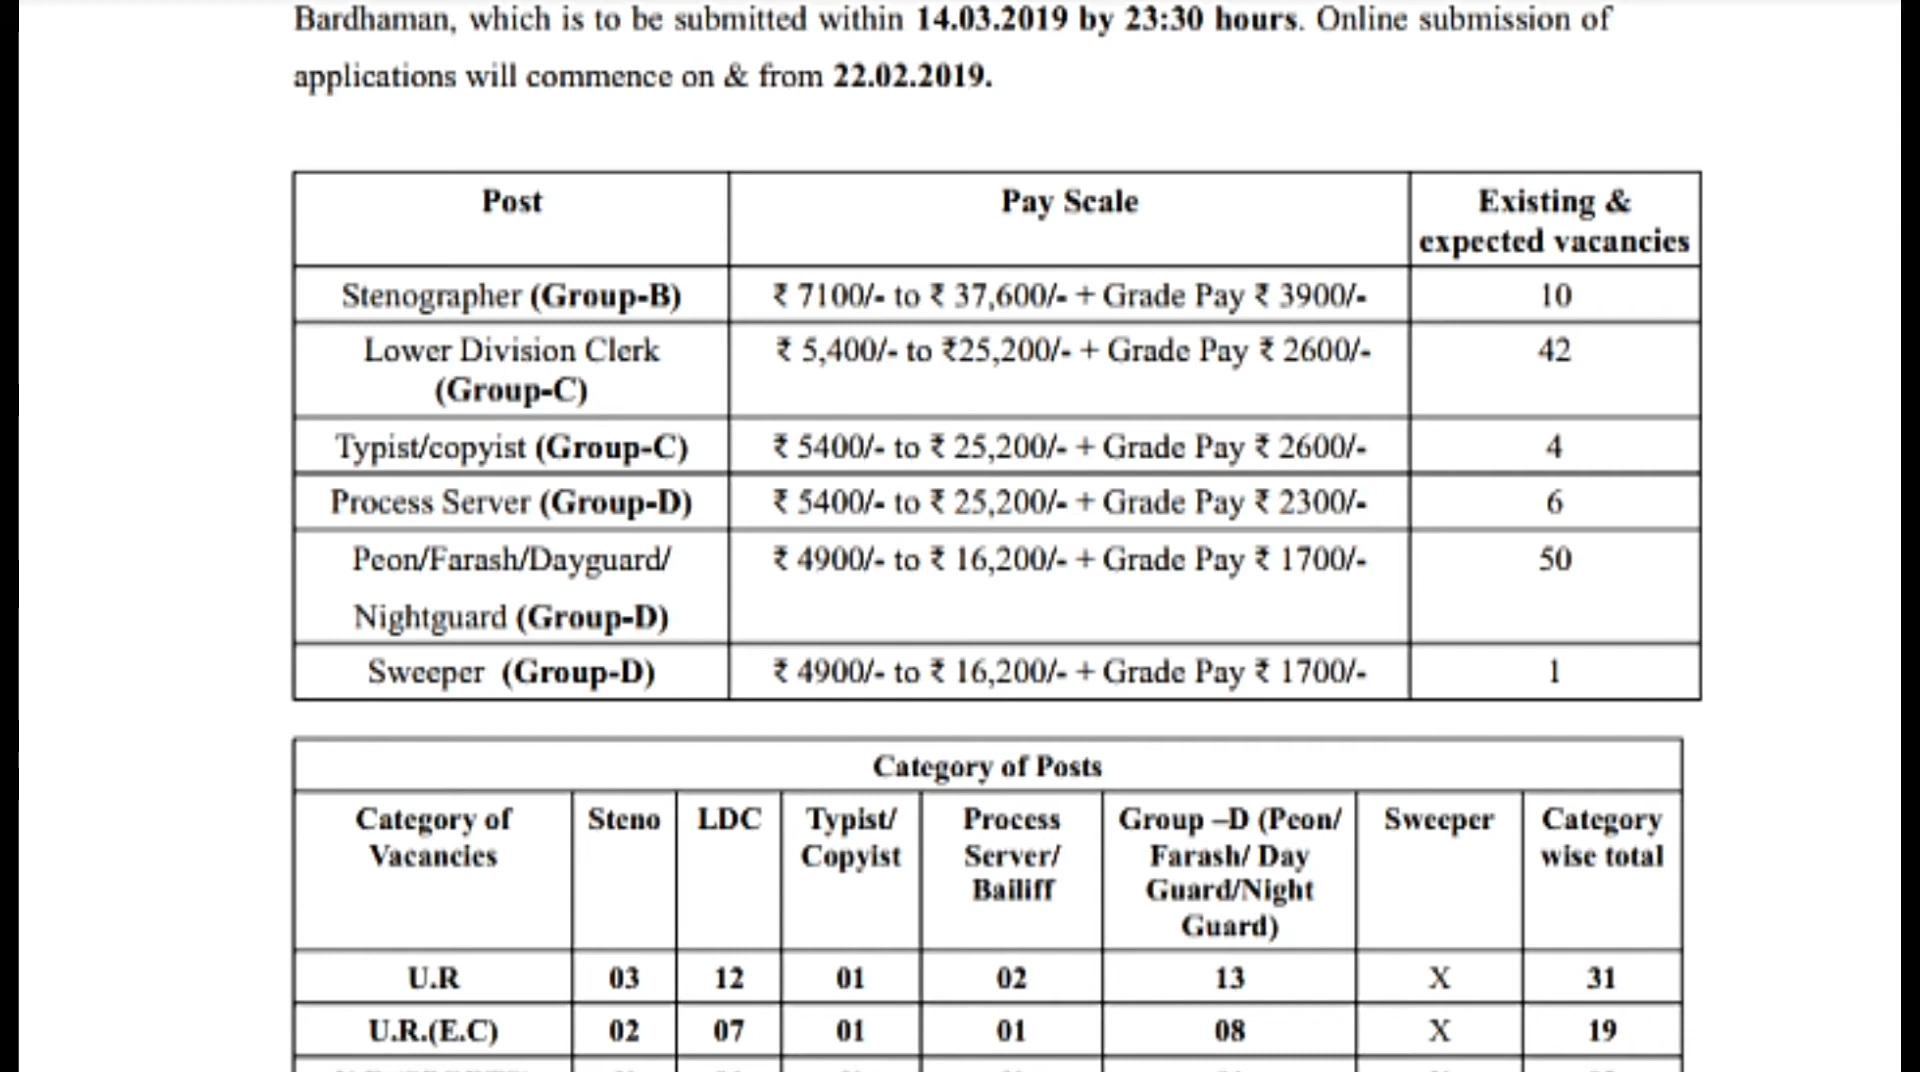 Bardhaman, which is to be submitted within 14.03.2019 by 23:30 hours. Online submission of
applications will commence on & from 22.02.2019.
Post Pay Scale Existing &
expected vacancies
Stenographer (Group-B) ₹ 7100/- to ₹ 37,600/- + Grade Pay ₹ 3900/- 10
Lower Division Clerk ₹ 5,400/- to ₹25,200/- + Grade Pay ₹ 2600/- 42
(Group-C)
Typist/copyist (Group-C) ₹ 5400/- to ₹ 25,200/- + Grade Pay ₹ 2600/- 4
Process Server (Group-D) ₹ 5400/- to ₹ 25,200/- + Grade Pay ₹ 2300/- 6
Peon/Farash/Dayguard/ ₹ 4900/- to ₹ 16,200/- + Grade Pay ₹ 1700/- 50
Nightguard (Group-D)
Sweeper (Group-D) ₹ 4900/- to ₹ 16,200/- + Grade Pay ₹ 1700/- 1
Category of Posts
Category of Steno LDC Typist/ Process Group –D (Peon/ Sweeper Category
Vacancies Copyist Server/ Farash/ Day wise total
Bailiff Guard/Night
Guard)
U.R 03 12 01 02 13 X 31
U.R.(E.C) 02 07 01 01 08 X 19